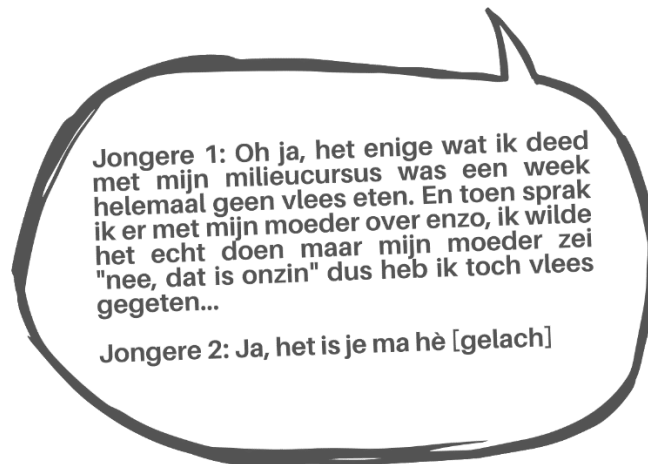 Jongere 1: Oh ja, het enige wat ik deed
met mijn milieucursus was een week
helemaal geen vlees eten. En toen sprak
ik er met mijn moeder over enzo, ik wilde
het echt doen maar mijn moeder zei
"nee, dat is onzin" dus heb ik toch vlees
gegeten...
Jongere 2: Ja, het is je ma hè [gelach]